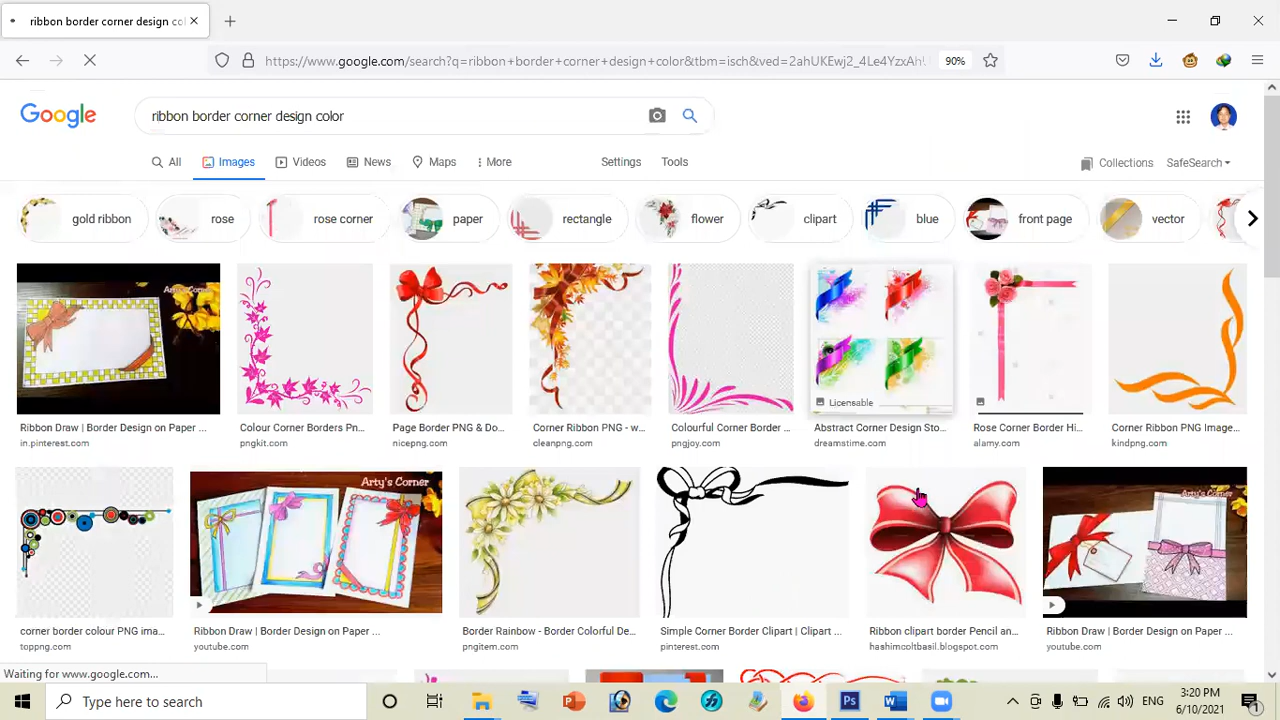 ribbon border corner design co
https://www.google.com/search?q=ribbon+border+corner+design+color&tbm=isch&ved=2ahUKEwj2_4Le4YzxAhU
90%
Google
ribbon border corner design color
All
Images
Videos
News
Maps
More
Settings
Tools
Collections
SafeSearch
gold ribbon
rose
rose corner
paper
rectangle
flower
clipart
blue
front page
vector
Arty's Corner
Licensable
Ribbon Draw | Border Design on Paper ...
in.pinterest.com
Colour Corner Borders Pn...
pngkit.com
Page Border PNG & Do...
nicepng.com
Corner Ribbon PNG - w...
cleanpng.com
Colourful Corner Border ...
pngjoy.com
Abstract Corner Design Sto...
dreamstime.com
Rose Corner Border Hi...
alamy.com
Corner Ribbon PNG Image...
kindpng.com
Arty's Corner
Arty's Corner
corner border colour PNG ima...
toppng.com
Ribbon Draw | Border Design on Paper ...
youtube.com
Border Rainbow - Border Colorful De...
pngitem.com
Simple Corner Border Clipart | Clipart ...
pinterest.com
Ribbon clipart border Pencil an...
hashimcoltbasil.blogspot.com
Ribbon Draw | Border Design on Paper ...
youtube.com
Waiting for www.google.com...
Type here to search
ENG
3:20 PM
6/10/2021
1